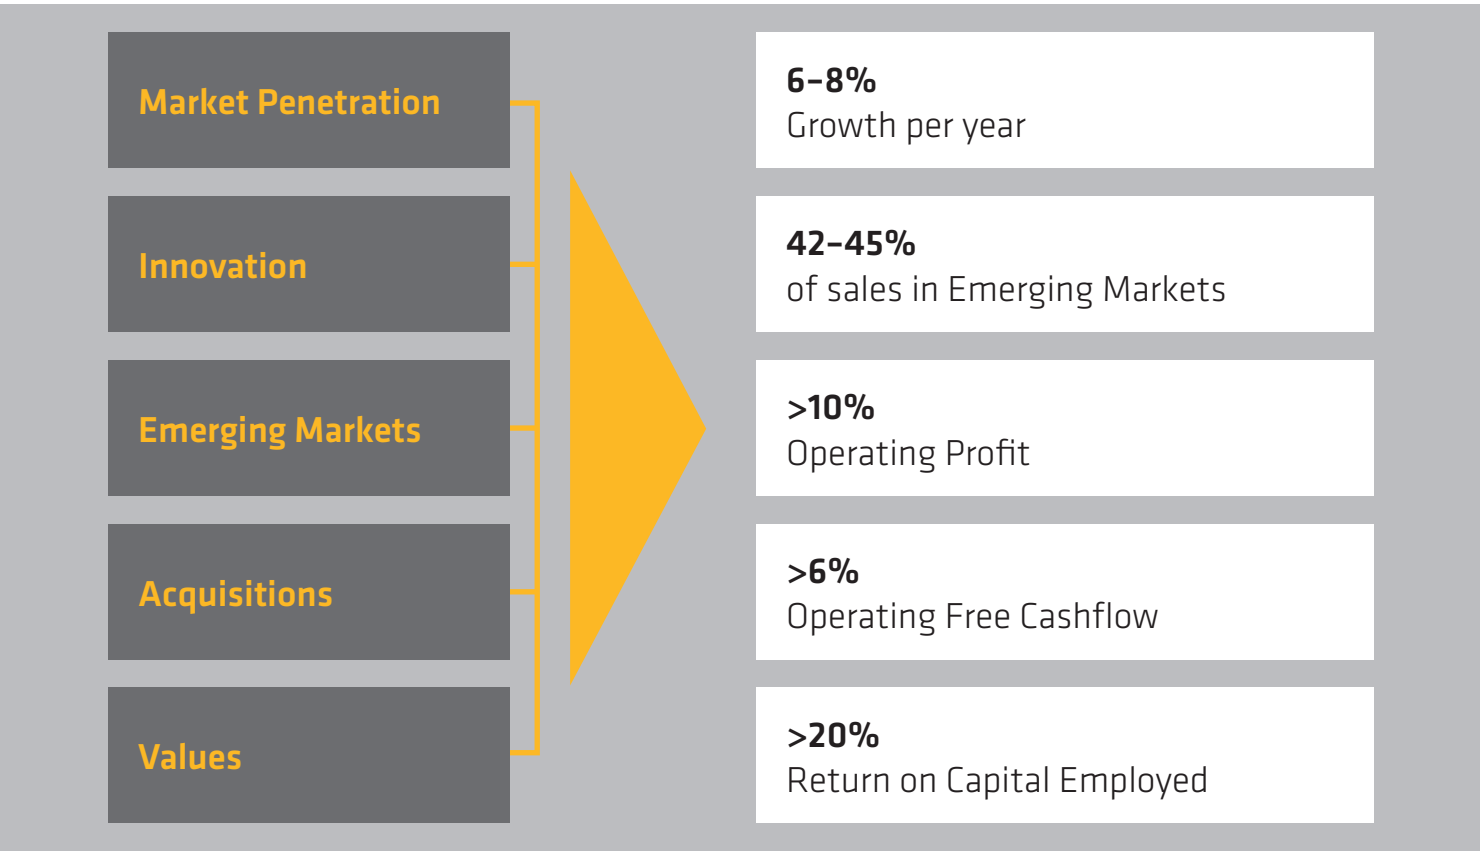 Market Penetration
Innovation
Emerging Markets
Acquisitions
Values
6–8%
Growth per year
42–45%
of sales in Emerging Markets
>10%
Operating Profit
>6%
Operating Free Cashflow
>20%
Return on Capital Employed